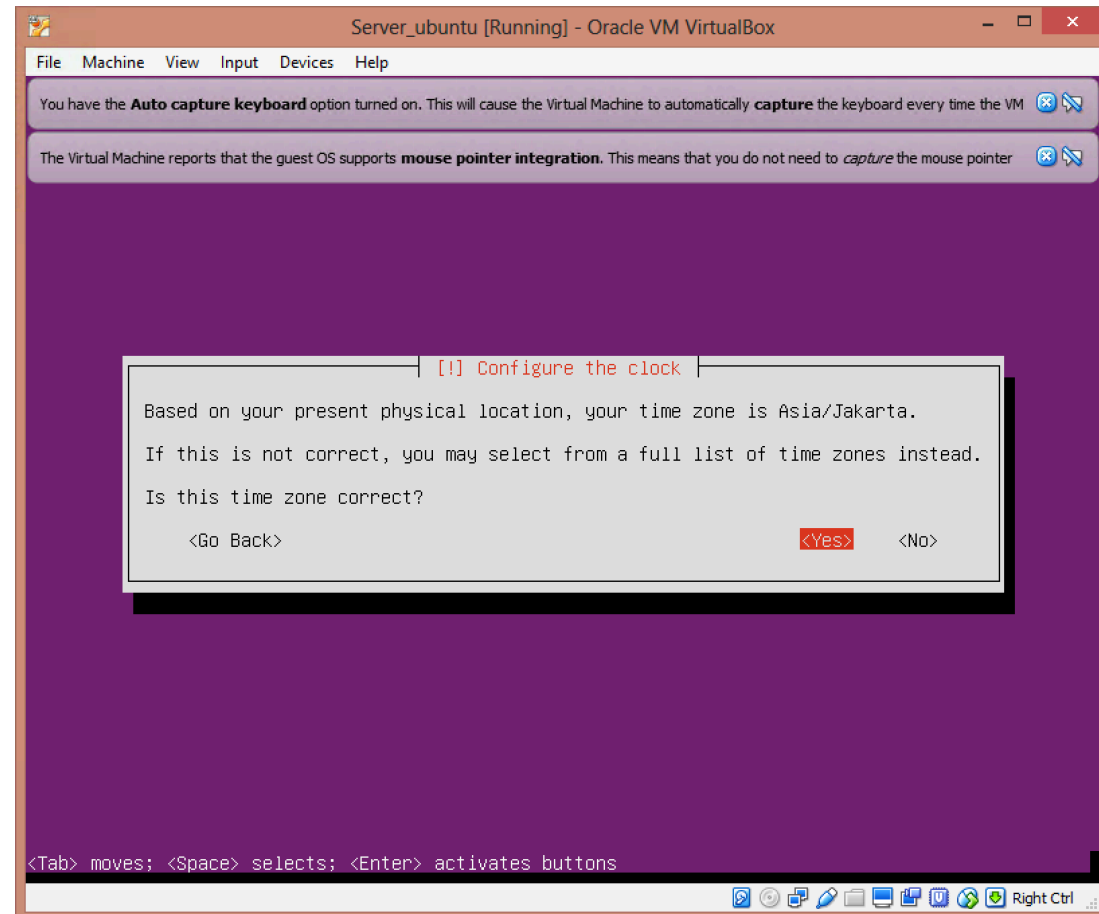 Server_ubuntu [Running] - Oracle VM VirtualBox
File Machine View Input Devices Help
You have the Auto capture keyboard option turned on. This will cause the Virtual Machine to automatically capture the keyboard every time the VM
The Virtual Machine reports that the guest OS supports mouse pointer integration. This means that you do not need to capture the mouse pointer
[!] Configure the clock
Based on your present physical location, your time zone is Asia/Jakarta.
If this is not correct, you may select from a full list of time zones instead.
Is this time zone correct?
<Go Back> <Yes> <No>
<Tab> moves; <Space> selects; <Enter> activates buttons
Right Ctrl